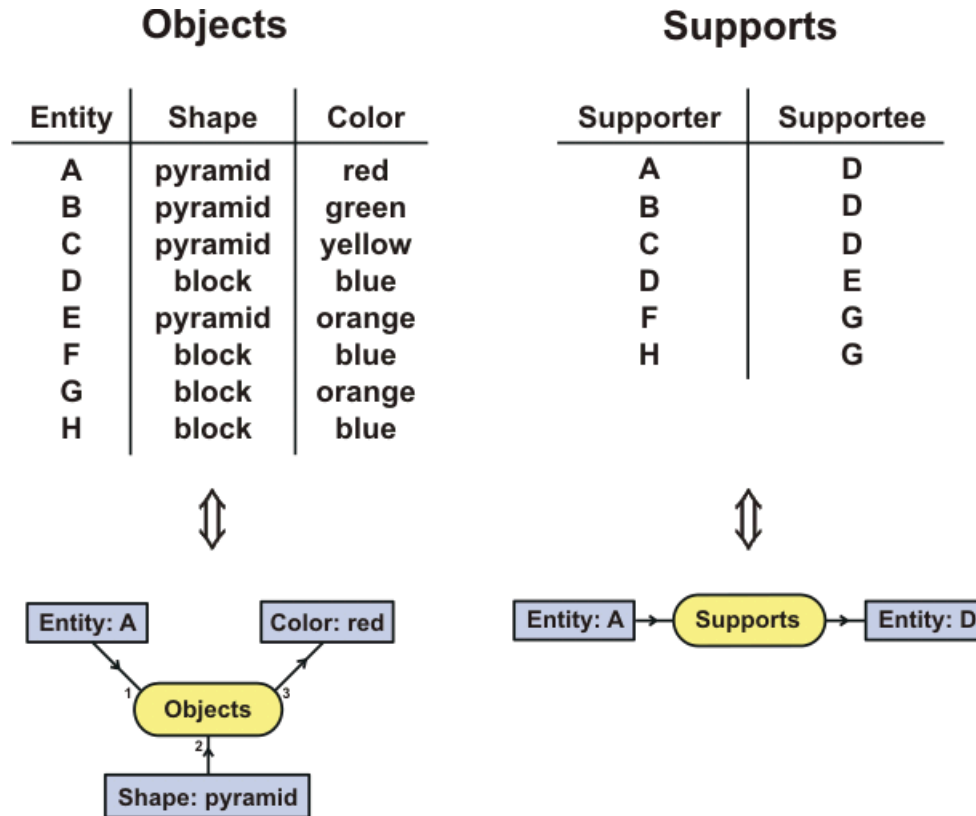 Objects
Entity Shape Color
A pyramid red
B pyramid green
C pyramid yellow
D block blue
E pyramid orange
F block blue
G block orange
H block blue
Supports
Supporter Supportee
A D
B D
C D
D E
F G
H G
Entity: A
Color: red
1
3
Objects
2
Shape: pyramid
Entity: A
Supports
Entity: D